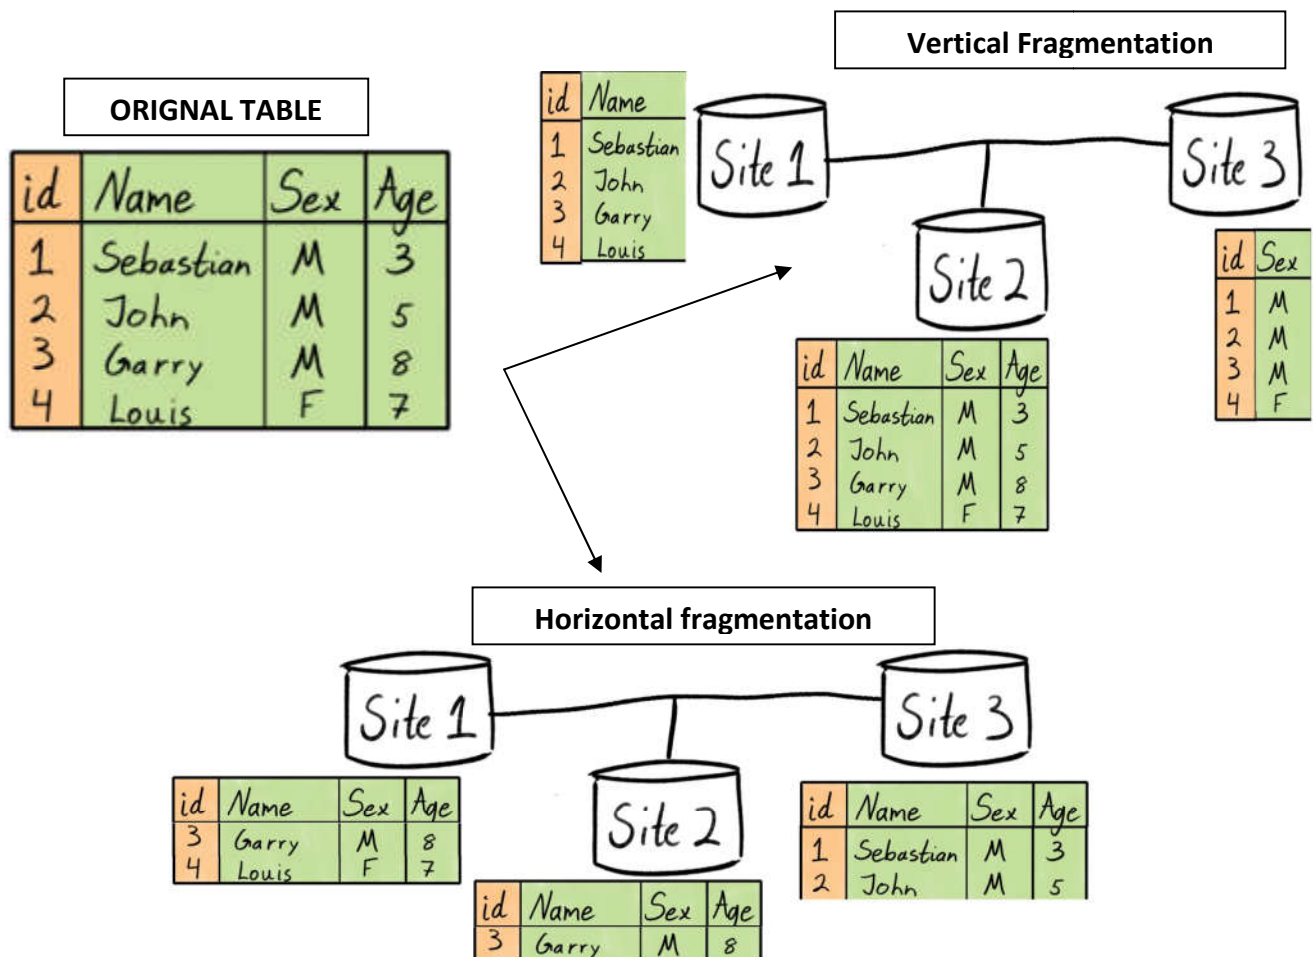 ORIGNAL TABLE
id Name Sex Age
1 Sebastian M 3
2 John M 5
3 Garry M 8
4 Louis F 7
Vertical Fragmentation
id Name
1 Sebastian
2 John
3 Garry
4 Louis
Site 1
Site 2
Site 3
id Name Sex Age
1 Sebastian M 3
2 John M 5
3 Garry M 8
4 Louis F 7
id Sex
1 M
2 M
3 M
4 F
Horizontal fragmentation
Site 1
Site 2
Site 3
id Name Sex Age
3 Garry M 8
4 Louis F 7
id Name Sex Age
3 Garry M 8
id Name Sex Age
1 Sebastian M 3
2 John M 5